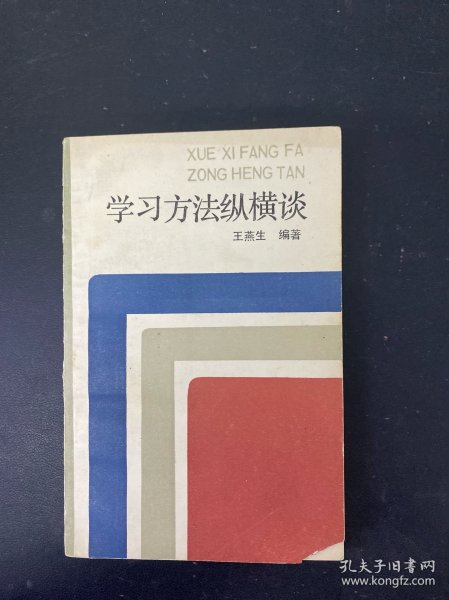 XUE XI FANG FA
ZONG HENG TAN
学习方法纵横谈
王燕生 编著
孔夫子旧书网
www.kongfz.com